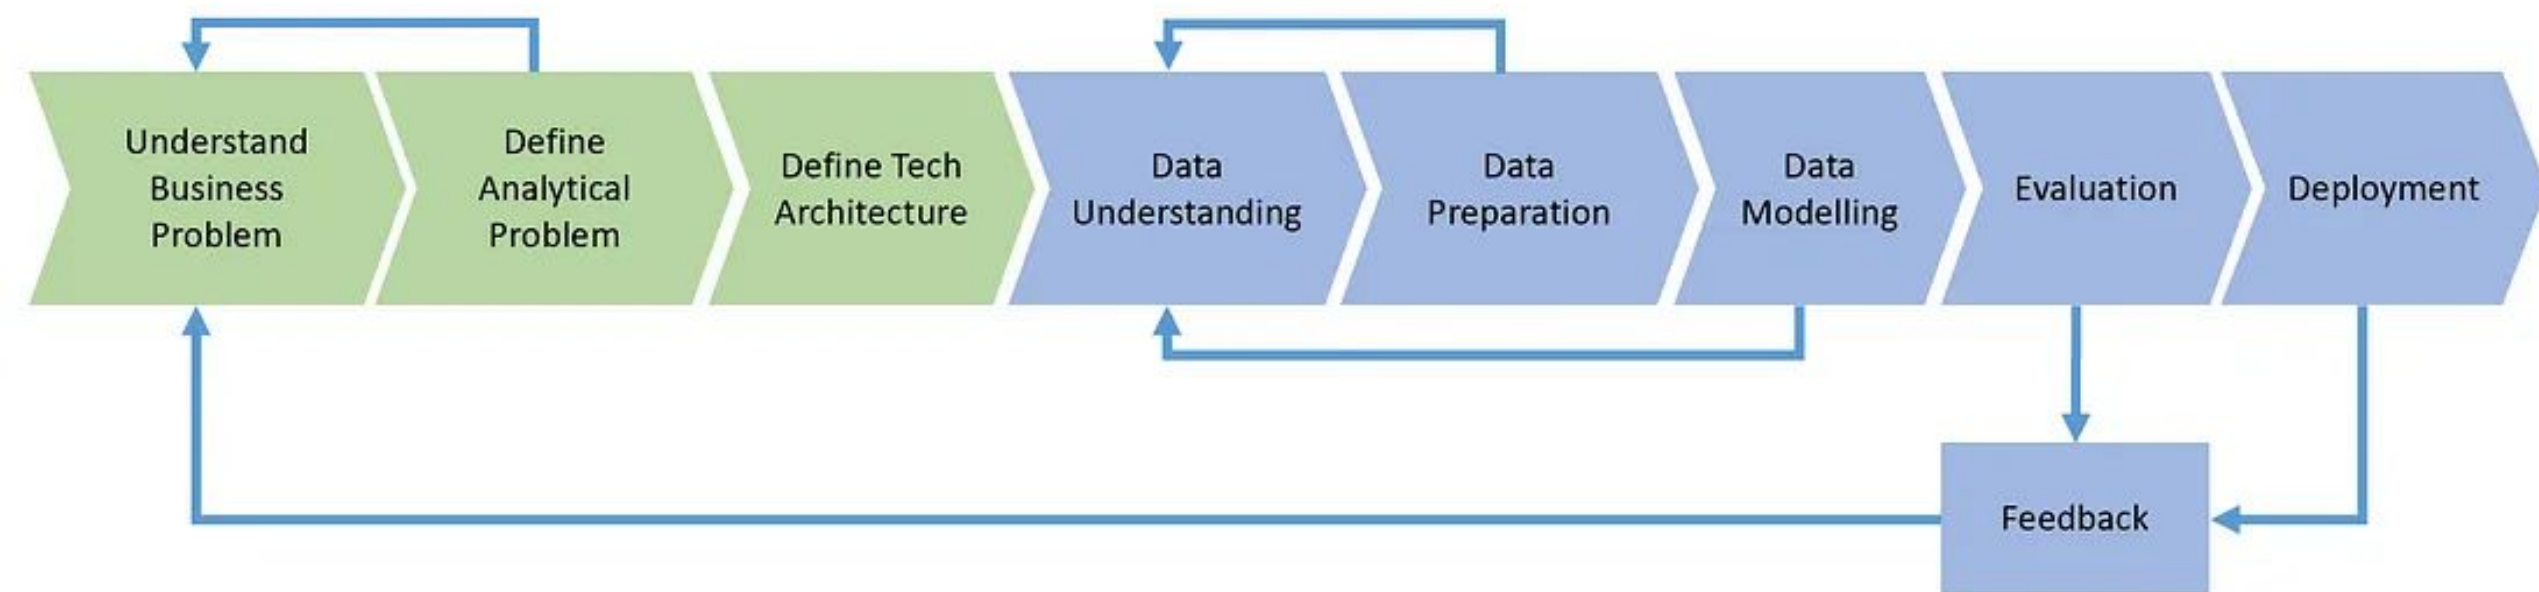 Understand
Business
Problem
Define
Analytical
Problem
Define Tech
Architecture
Data
Understanding
Data
Preparation
Data
Modelling
Evaluation
Deployment
Feedback